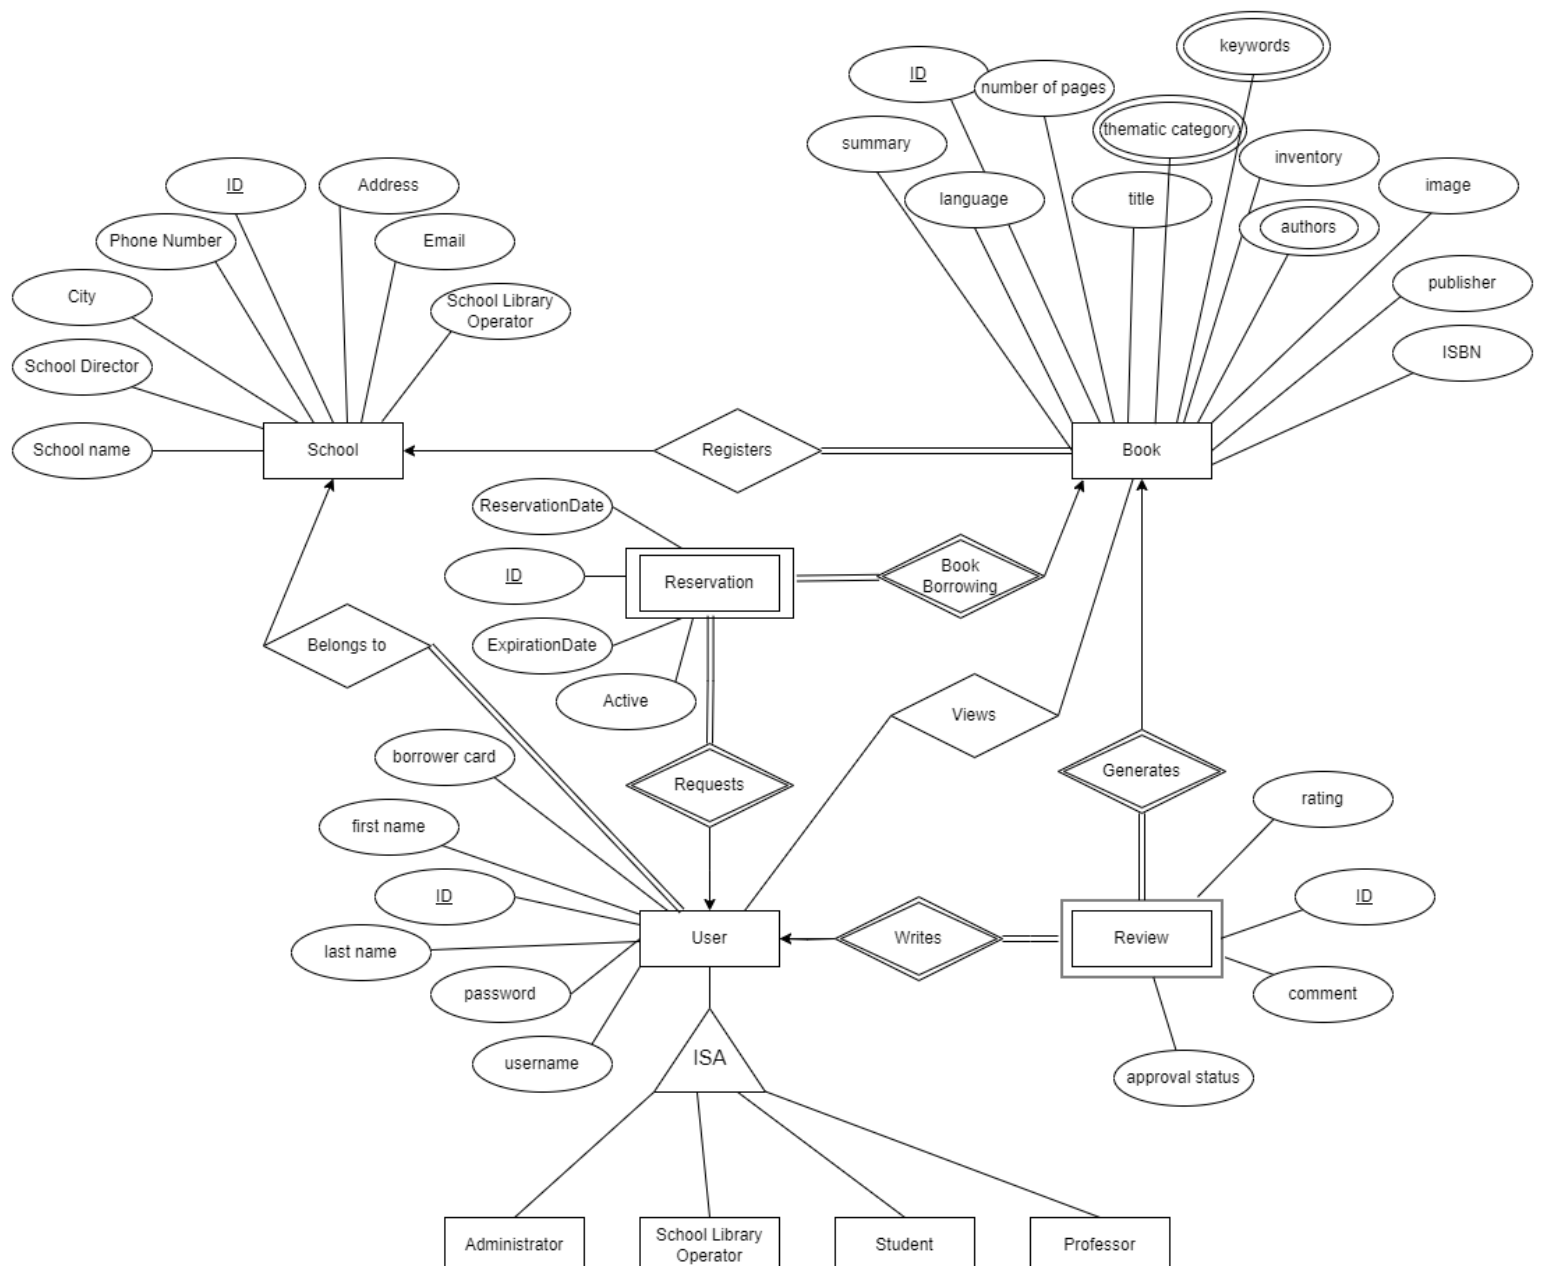 keywords
ID
number of pages
thematic category
summary
inventory
image
language
title
authors
publisher
ISBN
ID
Address
Phone Number
Email
City
School Library
Operator
School Director
School name
School
Registers
Book
ReservationDate
ID
Reservation
Book
Borrowing
ExpirationDate
Active
Belongs to
Views
borrower card
Requests
Generates
rating
first name
ID
ID
last name
User
Writes
Review
password
comment
username
approval status
ISA
Administrator
School Library
Operator
Student
Professor